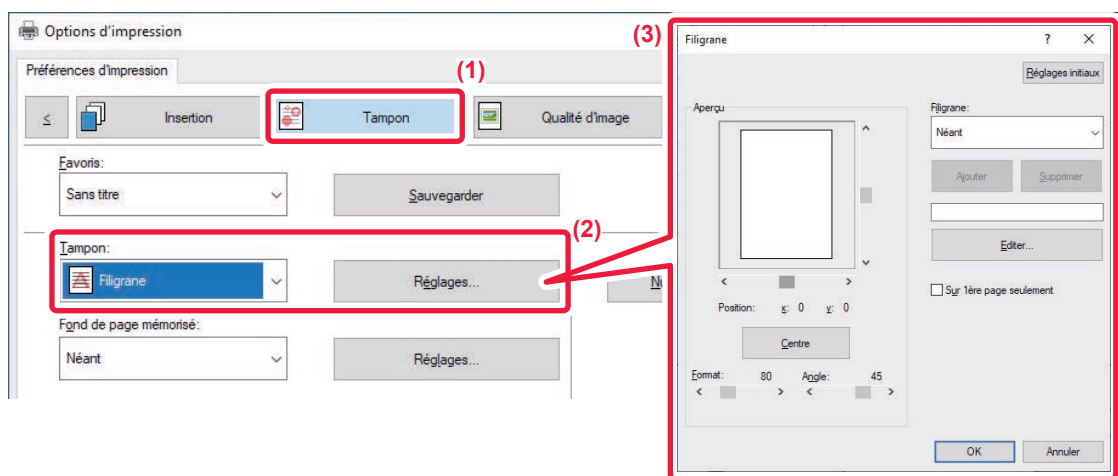 Options d'impression
Préférences d'impression
(1)
<
Insertion
Tampon
Qualité d'image
Favoris:
Sans titre
Sauvegarder
(2)
Tampon:
Filigrane
Réglages...
Fond de page mémorisé:
Néant
Réglages...
(3)
Filigrane
? X
Réglages initiaux
Aperçu
Position: x: 0 y: 0
Centre
Format: 80 Angle: 45
Filigrane:
Néant
Ajouter
Supprimer
Editer...
Sur 1ère page seulement
OK
Annuler